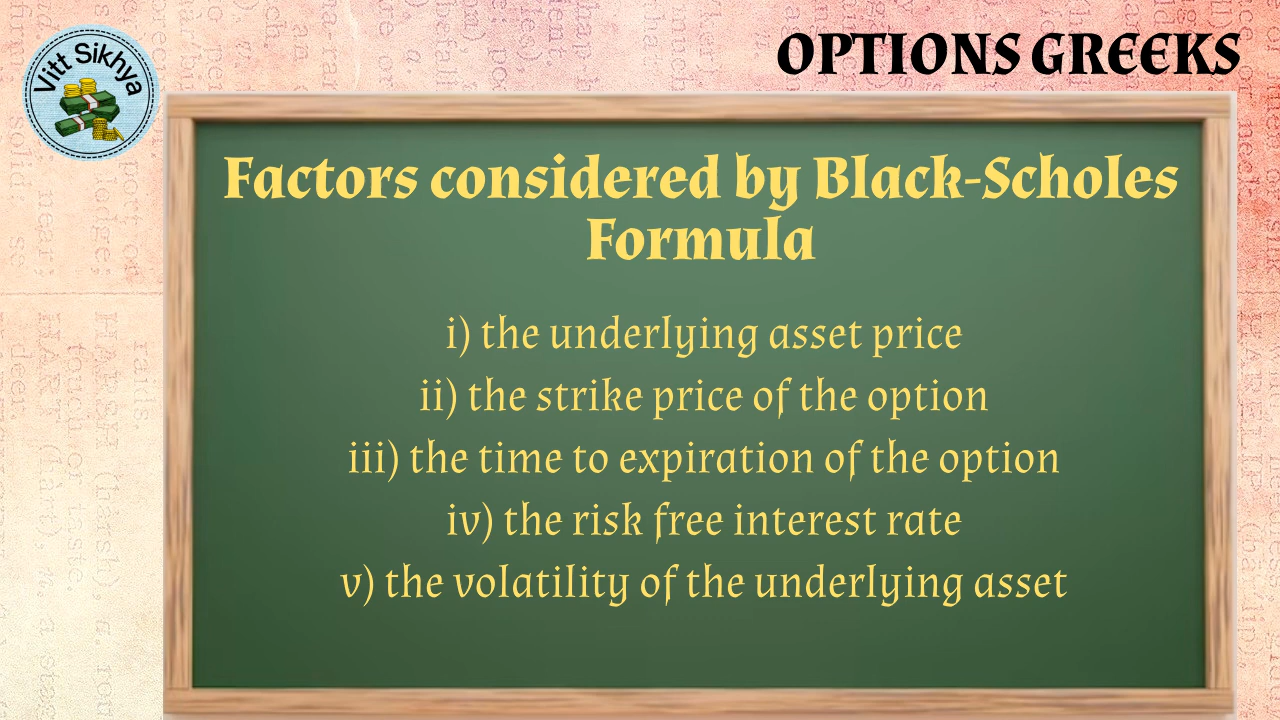 Vitt Sikhya
OPTIONS GREEKS
Factors considered by Black-Scholes
Formula
i) the underlying asset price
ii) the strike price of the option
iii) the time to expiration of the option
iv) the risk free interest rate
v) the volatility of the underlying asset